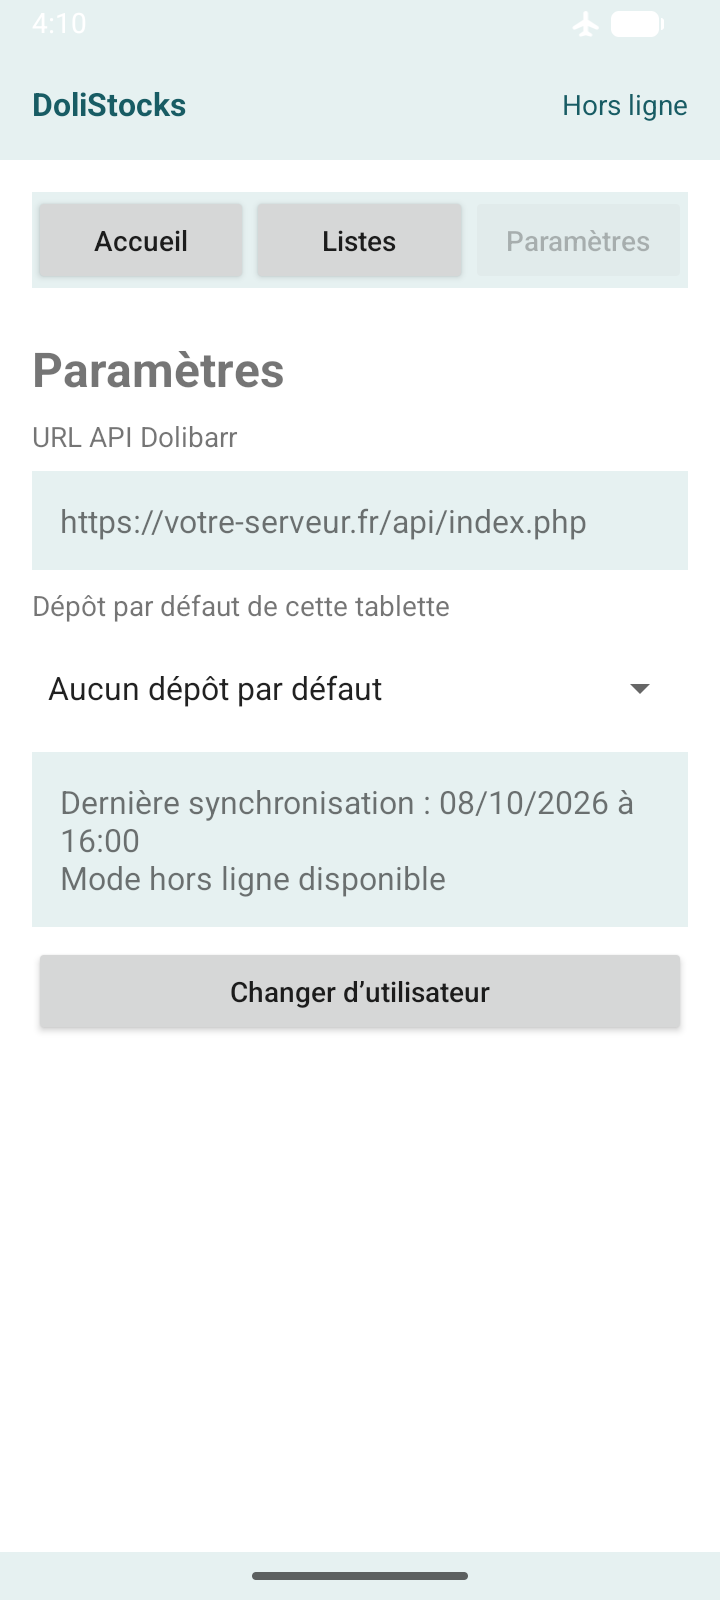 4:10
DoliStocks
Hors ligne
Accueil
Listes
Paramètres
Paramètres
URL API Dolibarr
https://votre-serveur.fr/api/index.php
Dépôt par défaut de cette tablette
Aucun dépôt par défaut
Dernière synchronisation : 08/10/2026 à
16:00
Mode hors ligne disponible
Changer d’utilisateur